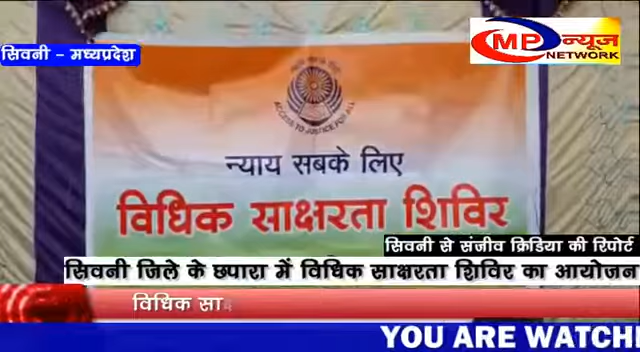 सिवनी - मध्यप्रदेश
CMP न्यूज
NETWORK
ACCESS TO JUSTICE FOR ALL
न्याय सबके लिए
विधिक साक्षरता शिविर
सिवनी से संजीव क्रिडिया की रिपोर्ट
सिवनी जिले के छपारा में विधिक साक्षरता शिविर का आयोजन
विधिक सा
YOU ARE WATCHI